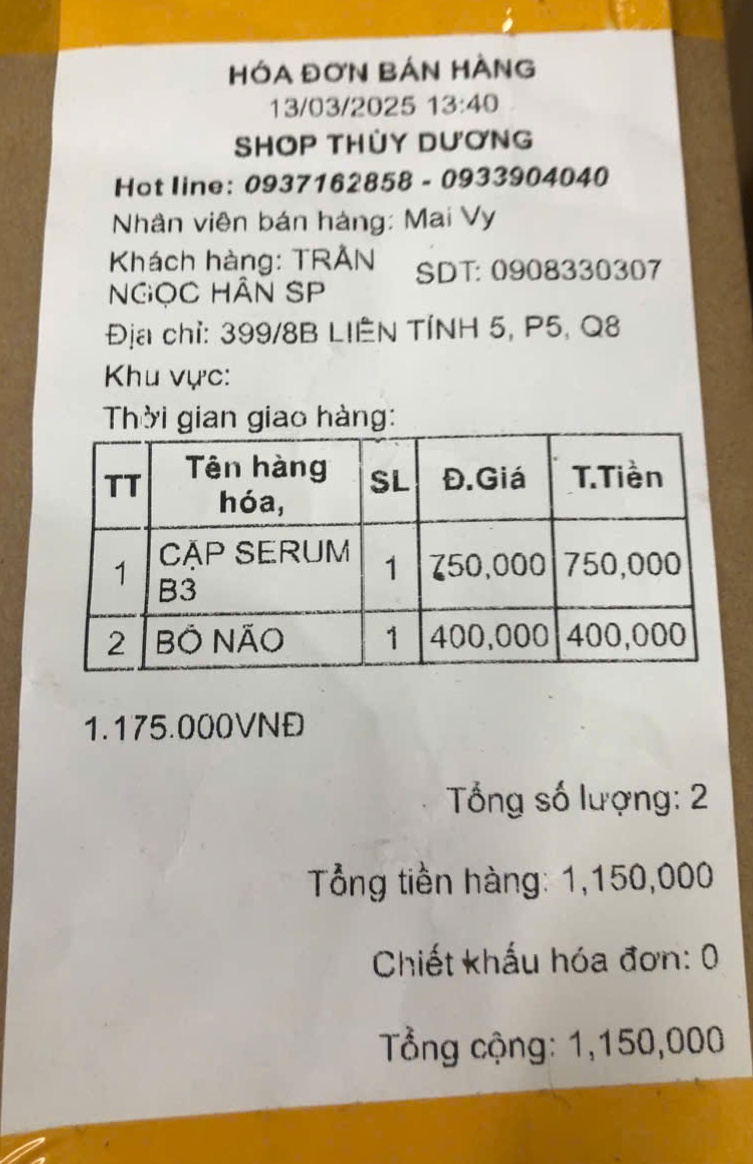 HÓA ĐƠN BÁN HÀNG
13/03/2025 13:40
SHOP THÙY DƯƠNG
Hot line: 0937162858 - 0933904040
Nhân viên bán hàng: Mai Vy
Khách hàng: TRẦN NGỌC HÂN SP
SDT: 0908330307
Địa chỉ: 399/8B LIÊN TỈNH 5, P5, Q8
Khu vực:
Thời gian giao hàng:
TT Tên hàng hóa, SL Đ.Giá T.Tiền
1 CẶP SERUM B3 1 750,000 750,000
2 BỔ NÃO 1 400,000 400,000
1.175.000VNĐ
Tổng số lượng: 2
Tổng tiền hàng: 1,150,000
Chiết khấu hóa đơn: 0
Tổng cộng: 1,150,000